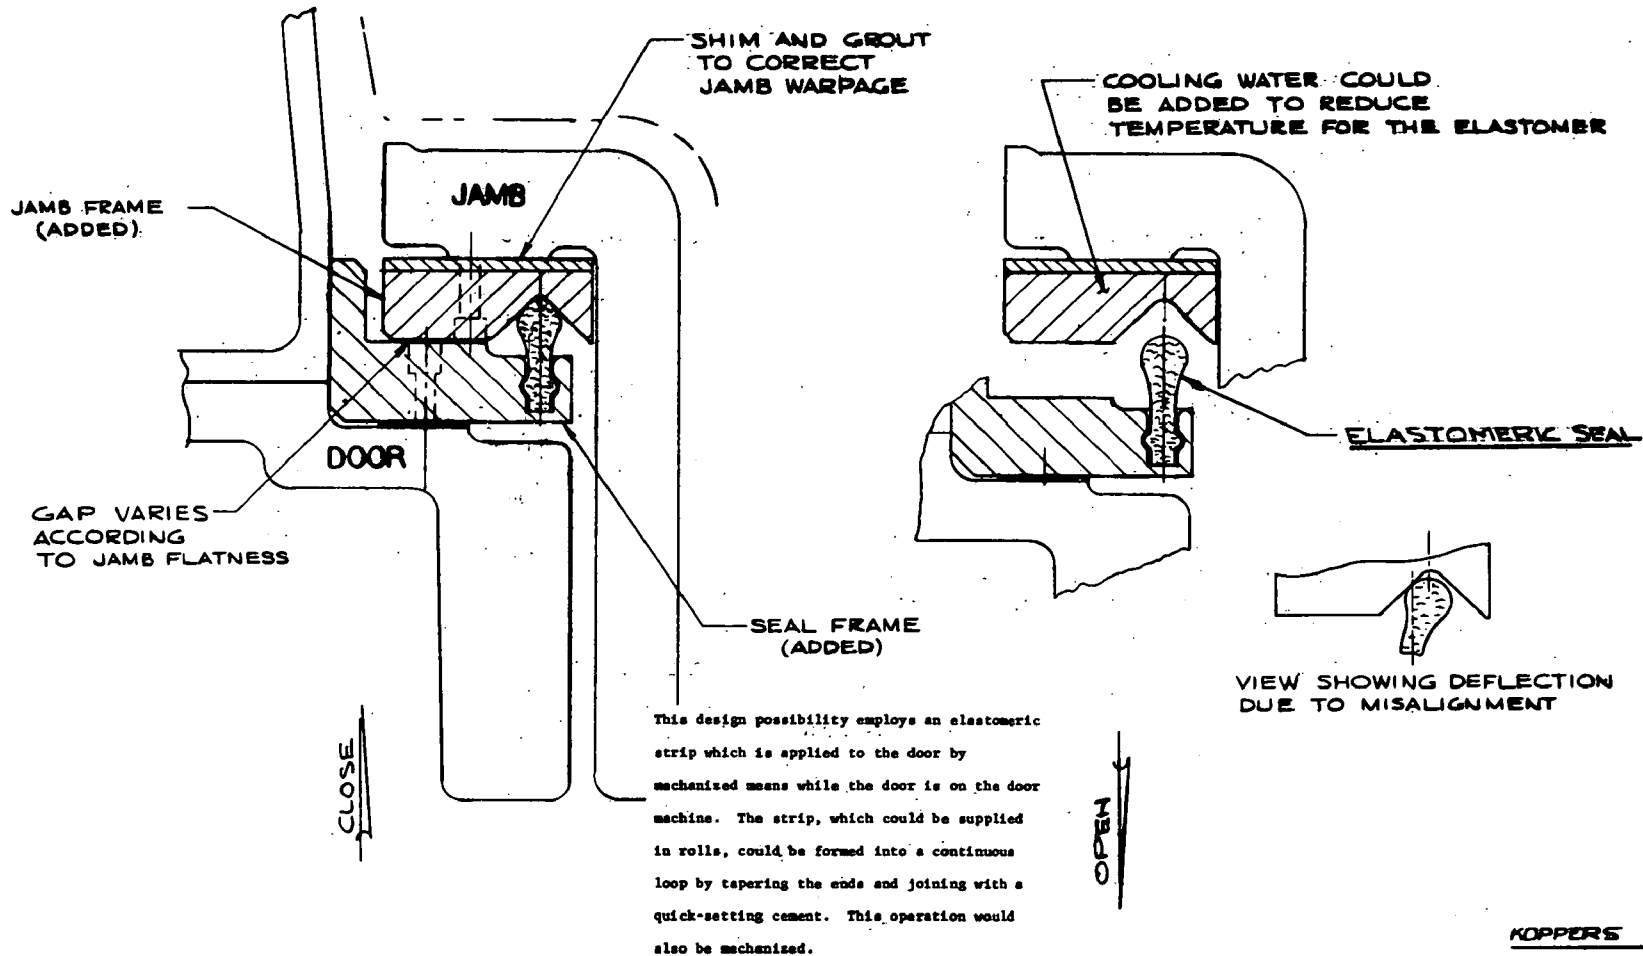 SHIM AND GROUT
TO CORRECT
JAMB WARPAGE
COOLING WATER COULD
BE ADDED TO REDUCE
TEMPERATURE FOR THE ELASTOMER
JAMB
JAMB FRAME
(ADDED)
ELASTOMERIC SEAL
DOOR
GAP VARIES
ACCORDING
TO JAMB FLATNESS
SEAL FRAME
(ADDED)
VIEW SHOWING DEFLECTION
DUE TO MISALIGNMENT
CLOSE
This design possibility employs an elastomeric
strip which is applied to the door by
mechanized means while the door is on the door
machine. The strip, which could be supplied
in rolls, could be formed into a continuous
loop by tapering the ends and joining with a
quick-setting cement. This operation would
also be mechanized.
OPEN
KOPPERS